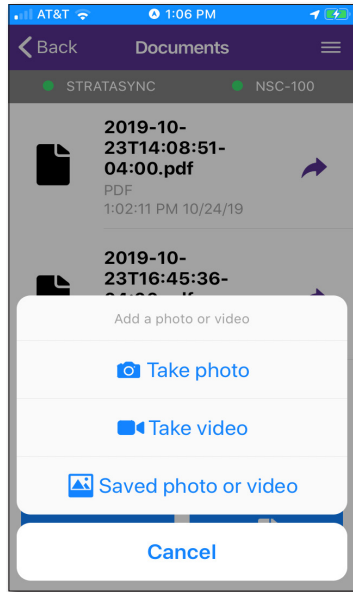 AT&T 1:06 PM
Back Documents
STRATASYNC NSC-100
2019-10-
23T14:08:51-
04:00.pdf
PDF
1:02:11 PM 10/24/19
2019-10-
23T16:45:36-
Add a photo or video
Take photo
Take video
Saved photo or video
Cancel